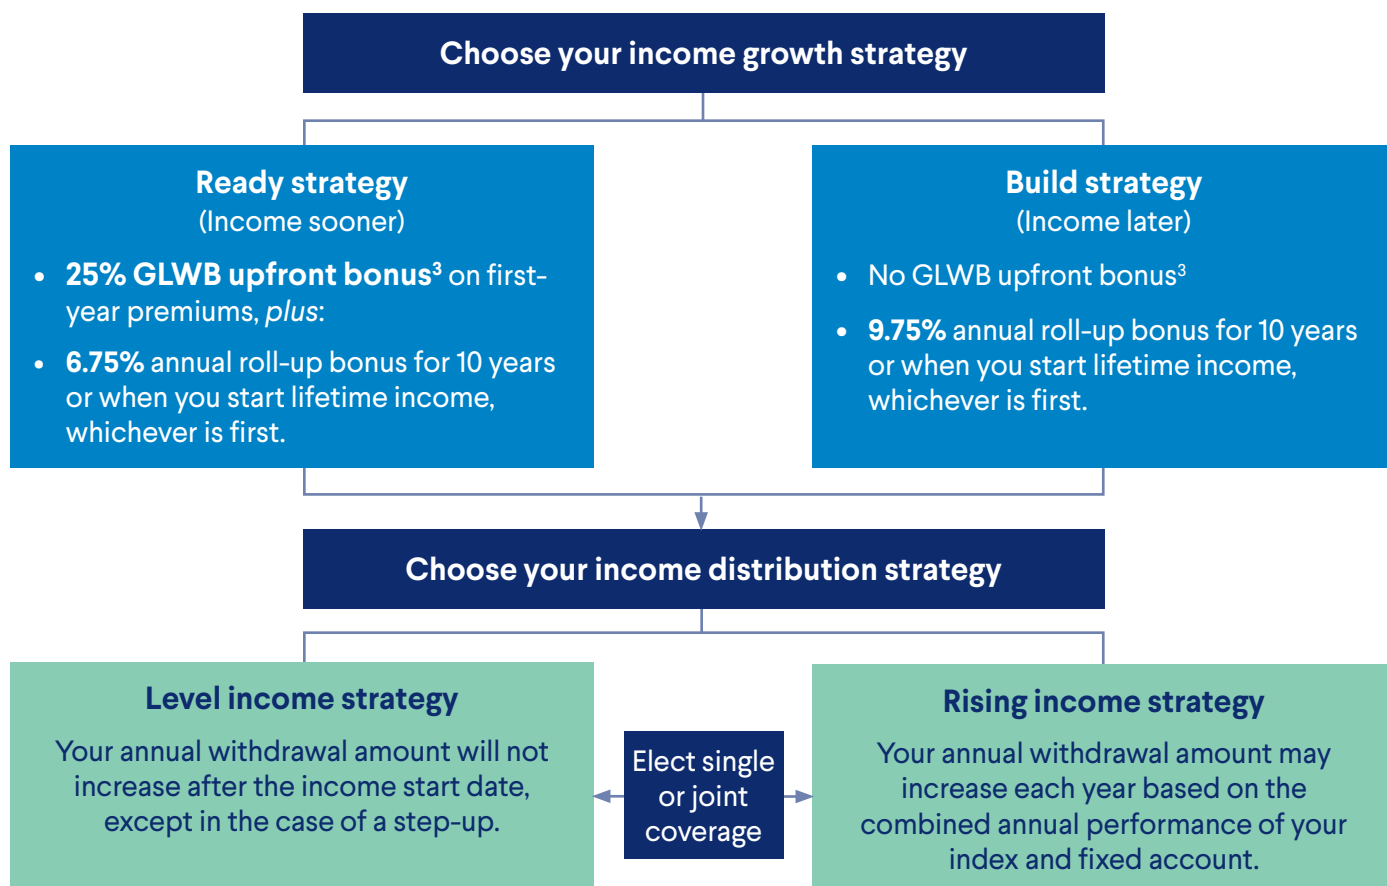 Choose your income growth strategy
Ready strategy
(Income sooner)
• 25% GLWB upfront bonus³ on first-
year premiums, plus:
• 6.75% annual roll-up bonus for 10 years
or when you start lifetime income,
whichever is first.
Build strategy
(Income later)
• No GLWB upfront bonus³
• 9.75% annual roll-up bonus for 10 years
or when you start lifetime income,
whichever is first.
Choose your income distribution strategy
Level income strategy
Your annual withdrawal amount will not
increase after the income start date,
except in the case of a step-up.
Elect single
or joint
coverage
Rising income strategy
Your annual withdrawal amount may
increase each year based on the
combined annual performance of your
index and fixed account.